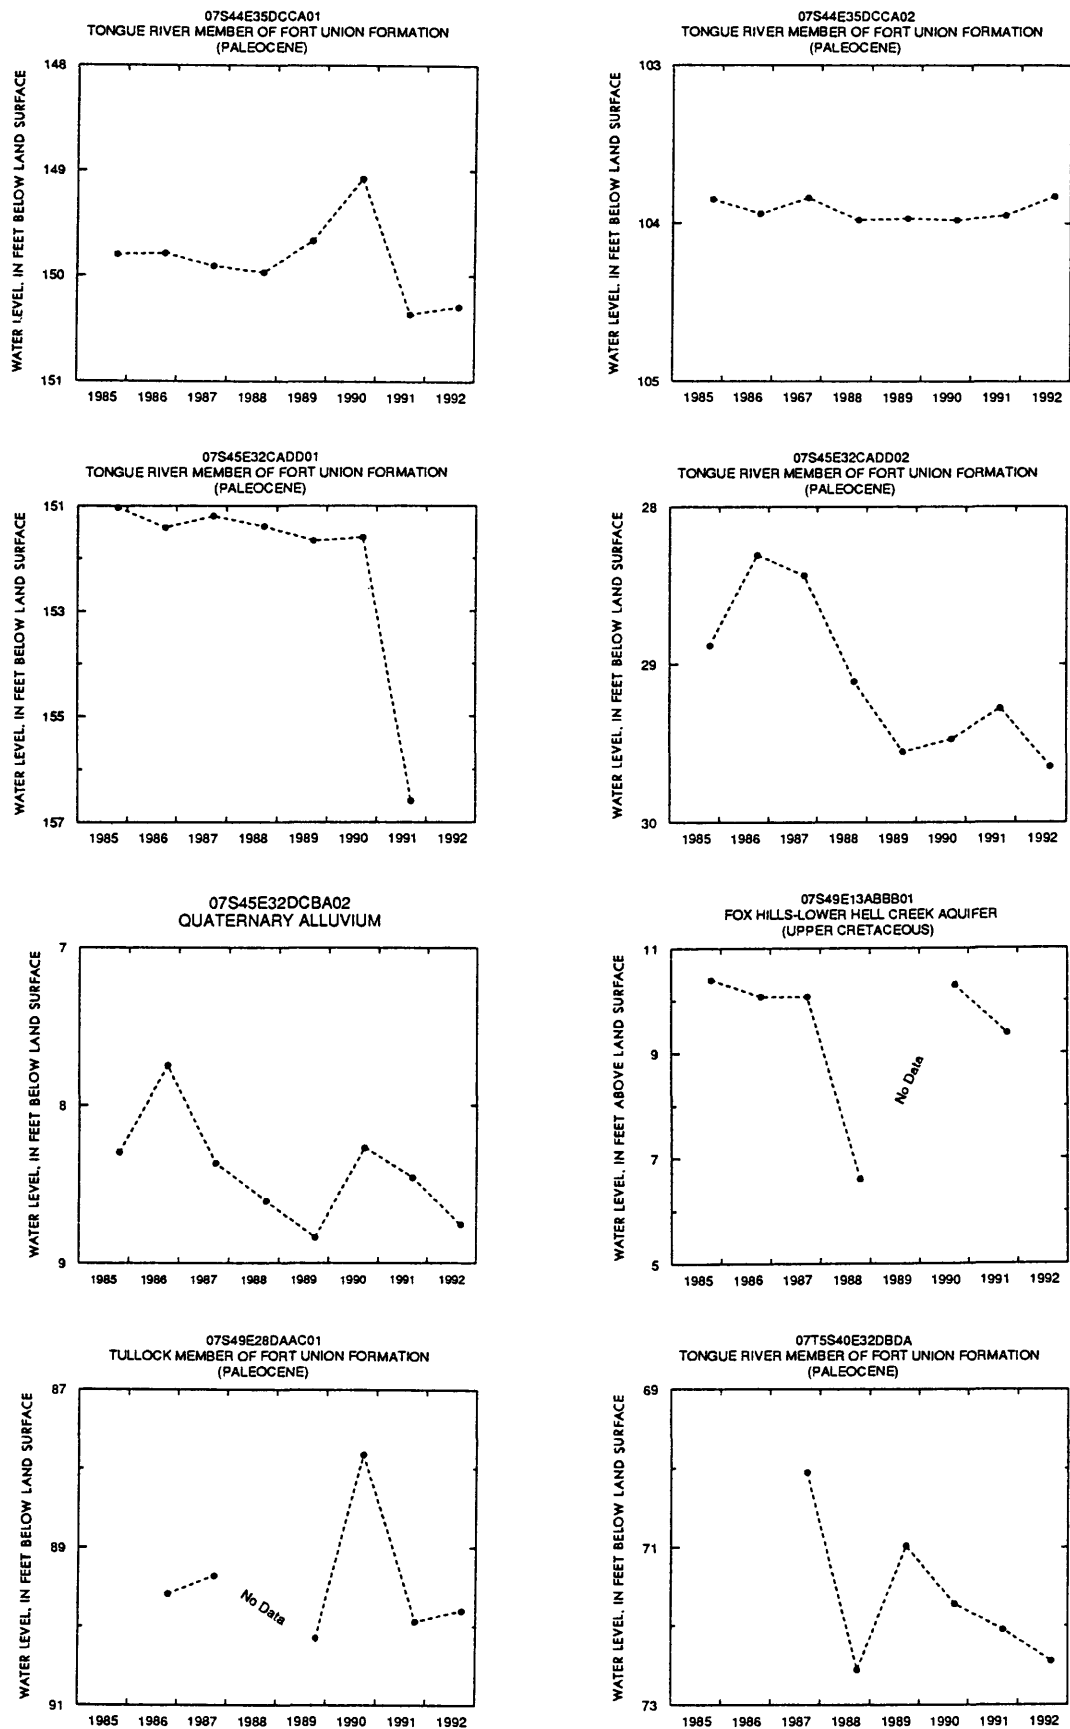 07S44E35DCCA01
TONGUE RIVER MEMBER OF FORT UNION FORMATION
(PALEOCENE)
WATER LEVEL, IN FEET BELOW LAND SURFACE
148
149
150
151
1985 1986 1987 1988 1989 1990 1991 1992
07S44E35DCCA02
TONGUE RIVER MEMBER OF FORT UNION FORMATION
(PALEOCENE)
WATER LEVEL, IN FEET BELOW LAND SURFACE
103
104
105
1985 1986 1967 1988 1989 1990 1991 1992
07S45E32CADD01
TONGUE RIVER MEMBER OF FORT UNION FORMATION
(PALEOCENE)
WATER LEVEL, IN FEET BELOW LAND SURFACE
151
153
155
157
1985 1986 1987 1988 1989 1990 1991 1992
07S45E32CADD02
TONGUE RIVER MEMBER OF FORT UNION FORMATION
(PALEOCENE)
WATER LEVEL, IN FEET BELOW LAND SURFACE
28
29
30
1985 1986 1987 1988 1989 1990 1991 1992
07S45E32DCBA02
QUATERNARY ALLUVIUM
WATER LEVEL, IN FEET BELOW LAND SURFACE
7
8
9
1985 1986 1987 1988 1989 1990 1991 1992
07S49E13ABBB01
FOX HILLS-LOWER HELL CREEK AQUIFER
(UPPER CRETACEOUS)
WATER LEVEL, IN FEET ABOVE LAND SURFACE
11
9
7
5
No Data
1985 1986 1987 1988 1989 1990 1991 1992
07S49E28DAAC01
TULLOCK MEMBER OF FORT UNION FORMATION
(PALEOCENE)
WATER LEVEL, IN FEET BELOW LAND SURFACE
87
89
91
No Data
1985 1986 1987 1988 1989 1990 1991 1992
07T5S40E32DBDA
TONGUE RIVER MEMBER OF FORT UNION FORMATION
(PALEOCENE)
WATER LEVEL, IN FEET BELOW LAND SURFACE
69
71
73
1985 1986 1987 1988 1989 1990 1991 1992